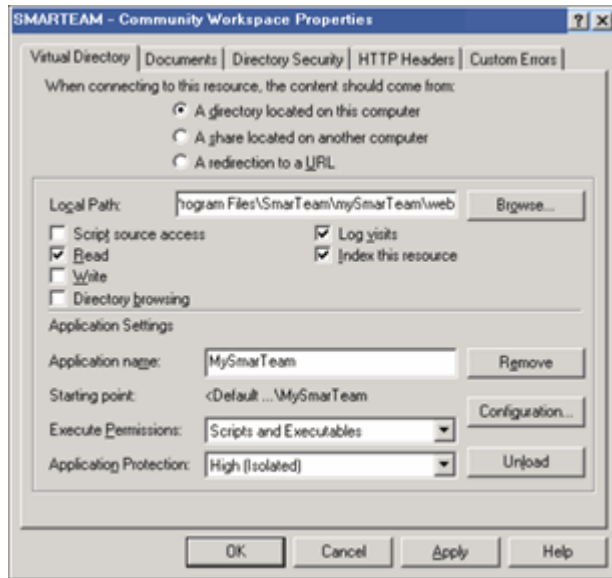 SMARTEAM – Community Workspace Properties
Virtual Directory Documents Directory Security HTTP Headers Custom Errors
When connecting to this resource, the content should come from:
A directory located on this computer
A share located on another computer
A redirection to a URL
Local Path: rogram Files\SmarTeam\mySmarTeam\web Browse...
Script source access Log visits
Read Index this resource
Write
Directory browsing
Application Settings
Application name: MySmarTeam Remove
Starting point: <Default ...\MySmarTeam
Configuration...
Execute Permissions: Scripts and Executables
Application Protection: High (Isolated) Unload
OK Cancel Apply Help